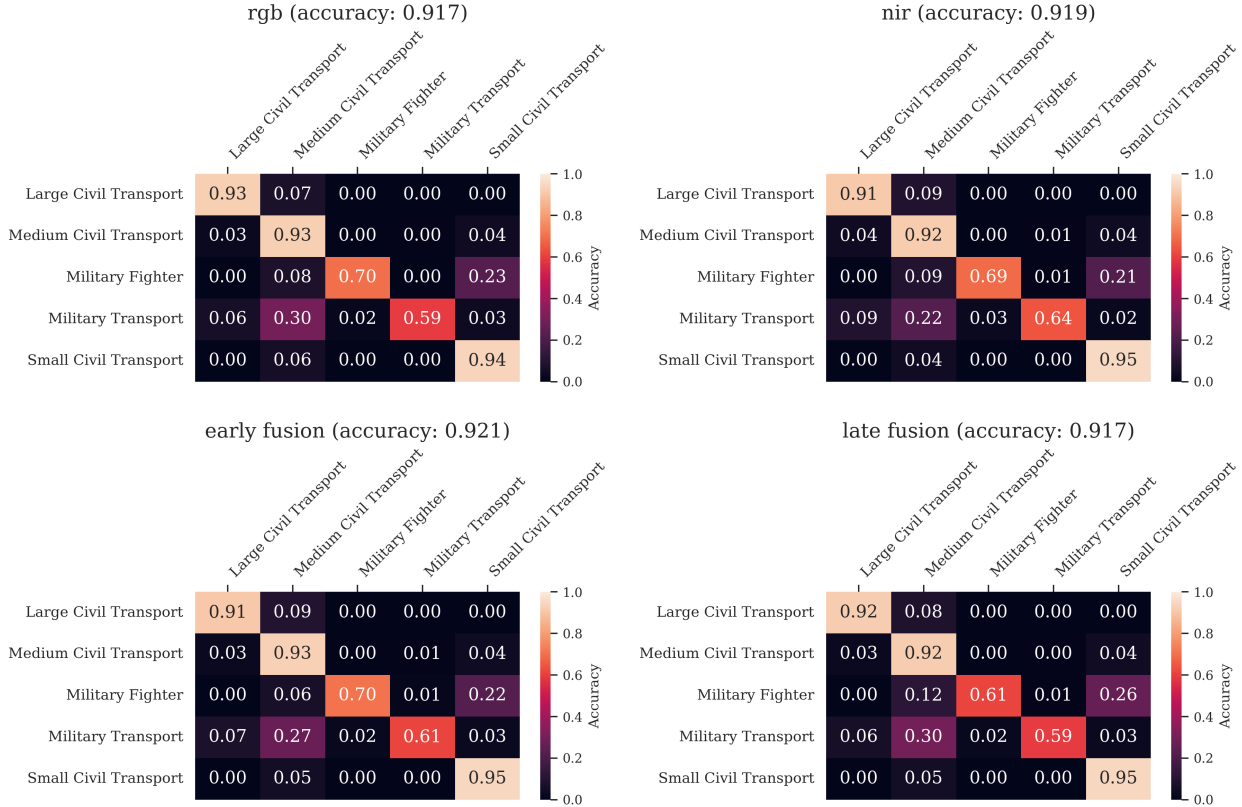 rgb (accuracy: 0.917)
Large Civil Transport
Medium Civil Transport
Military Fighter
Military Transport
Small Civil Transport
Large Civil Transport 0.93 0.07 0.00 0.00 0.00
Medium Civil Transport 0.03 0.93 0.00 0.00 0.04
Military Fighter 0.00 0.08 0.70 0.00 0.23
Military Transport 0.06 0.30 0.02 0.59 0.03
Small Civil Transport 0.00 0.06 0.00 0.00 0.94
1.0
0.8
0.6
0.4
0.2
0.0
Accuracy
nir (accuracy: 0.919)
Large Civil Transport
Medium Civil Transport
Military Fighter
Military Transport
Small Civil Transport
Large Civil Transport 0.91 0.09 0.00 0.00 0.00
Medium Civil Transport 0.04 0.92 0.00 0.01 0.04
Military Fighter 0.00 0.09 0.69 0.01 0.21
Military Transport 0.09 0.22 0.03 0.64 0.02
Small Civil Transport 0.00 0.04 0.00 0.00 0.95
1.0
0.8
0.6
0.4
0.2
0.0
Accuracy
early fusion (accuracy: 0.921)
Large Civil Transport
Medium Civil Transport
Military Fighter
Military Transport
Small Civil Transport
Large Civil Transport 0.91 0.09 0.00 0.00 0.00
Medium Civil Transport 0.03 0.93 0.00 0.01 0.04
Military Fighter 0.00 0.06 0.70 0.01 0.22
Military Transport 0.07 0.27 0.02 0.61 0.03
Small Civil Transport 0.00 0.05 0.00 0.00 0.95
1.0
0.8
0.6
0.4
0.2
0.0
Accuracy
late fusion (accuracy: 0.917)
Large Civil Transport
Medium Civil Transport
Military Fighter
Military Transport
Small Civil Transport
Large Civil Transport 0.92 0.08 0.00 0.00 0.00
Medium Civil Transport 0.03 0.92 0.00 0.00 0.04
Military Fighter 0.00 0.12 0.61 0.01 0.26
Military Transport 0.06 0.30 0.02 0.59 0.03
Small Civil Transport 0.00 0.05 0.00 0.00 0.95
1.0
0.8
0.6
0.4
0.2
0.0
Accuracy